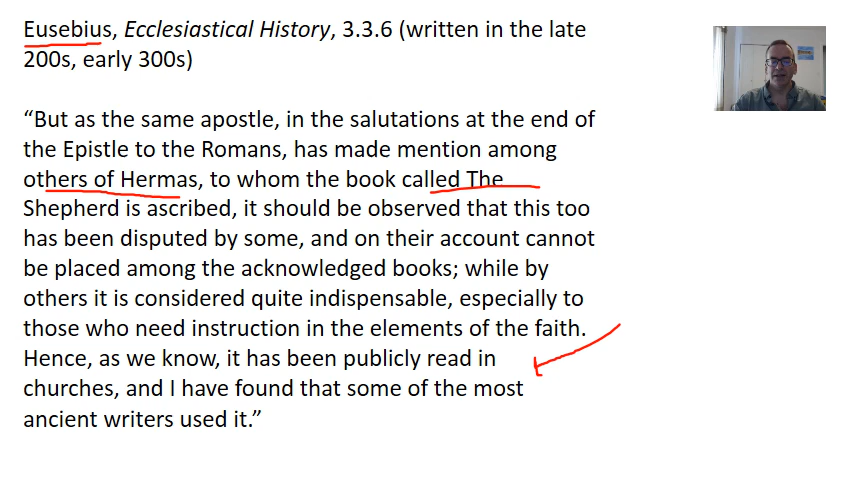 Eusebius, Ecclesiastical History, 3.3.6 (written in the late
200s, early 300s)
“But as the same apostle, in the salutations at the end of
the Epistle to the Romans, has made mention among
others of Hermas, to whom the book called The
Shepherd is ascribed, it should be observed that this too
has been disputed by some, and on their account cannot
be placed among the acknowledged books; while by
others it is considered quite indispensable, especially to
those who need instruction in the elements of the faith.
Hence, as we know, it has been publicly read in
churches, and I have found that some of the most
ancient writers used it.”